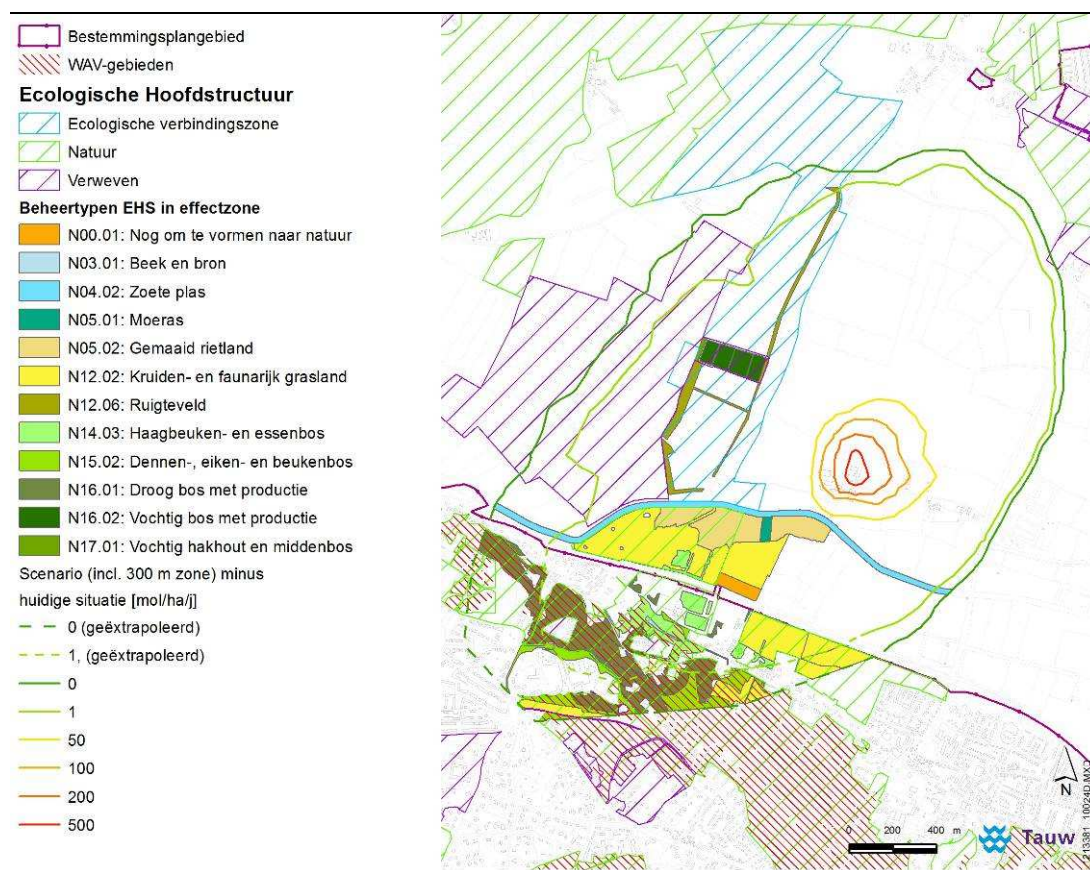 Bestemmingsplangebied
WAV-gebieden
Ecologische Hoofdstructuur
Ecologische verbindingszone
Natuur
Verweven
Beheertypen EHS in effectzone
N00.01: Nog om te vormen naar natuur
N03.01: Beek en bron
N04.02: Zoete plas
N05.01: Moeras
N05.02: Gemaaid rietland
N12.02: Kruiden- en faunarijk grasland
N12.06: Ruigteveld
N14.03: Haagbeuken- en essenbos
N15.02: Dennen-, eiken- en beukenbos
N16.01: Droog bos met productie
N16.02: Vochtig bos met productie
N17.01: Vochtig hakhout en middenbos
Scenario (incl. 300 m zone) minus
huidige situatie [mol/ha/j]
0 (geëxtrapoleerd)
1, (geëxtrapoleerd)
0
1
50
100
200
500
N
0 200 400 m
Tauw